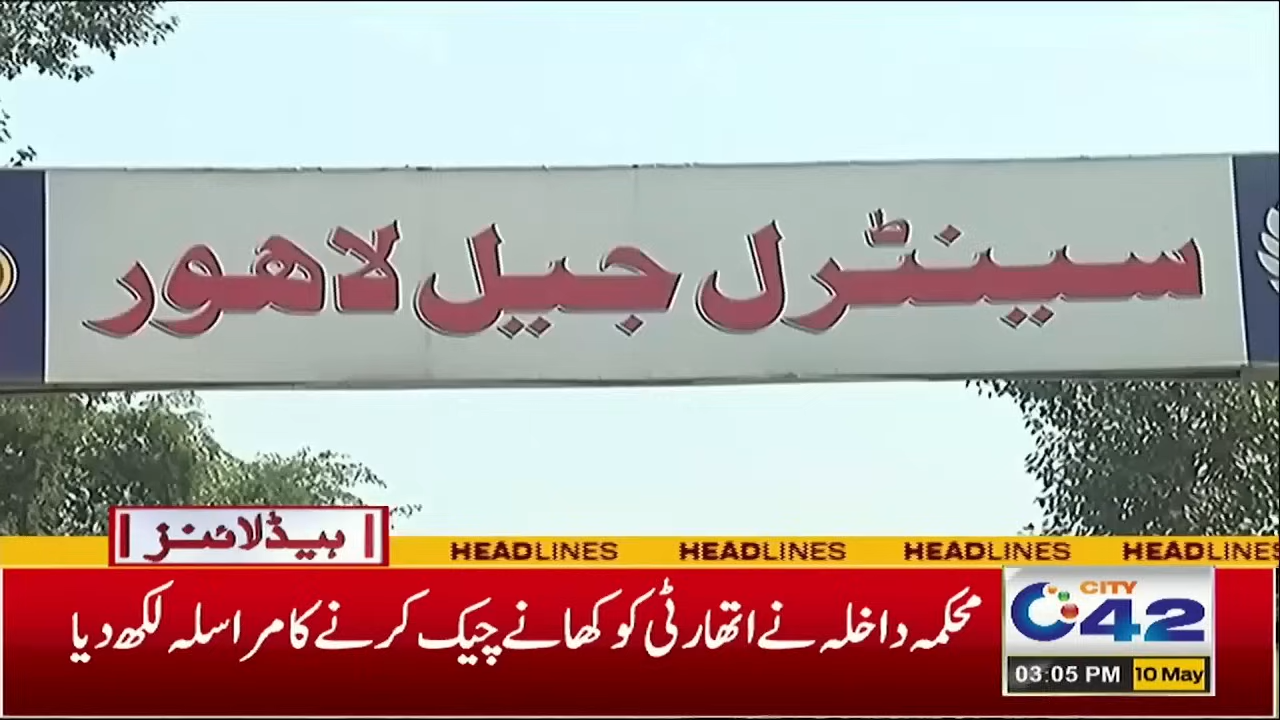 سینٹرل جیل لاہور
ہیڈلائنز
HEADLINES HEADLINES HEADLINES HEADLINES
محکمہ داخلہ نے اتھارٹی کو کھانے چیک کرنے کا مراسلہ لکھ دیا
CITY
42
03:05 PM 10 May